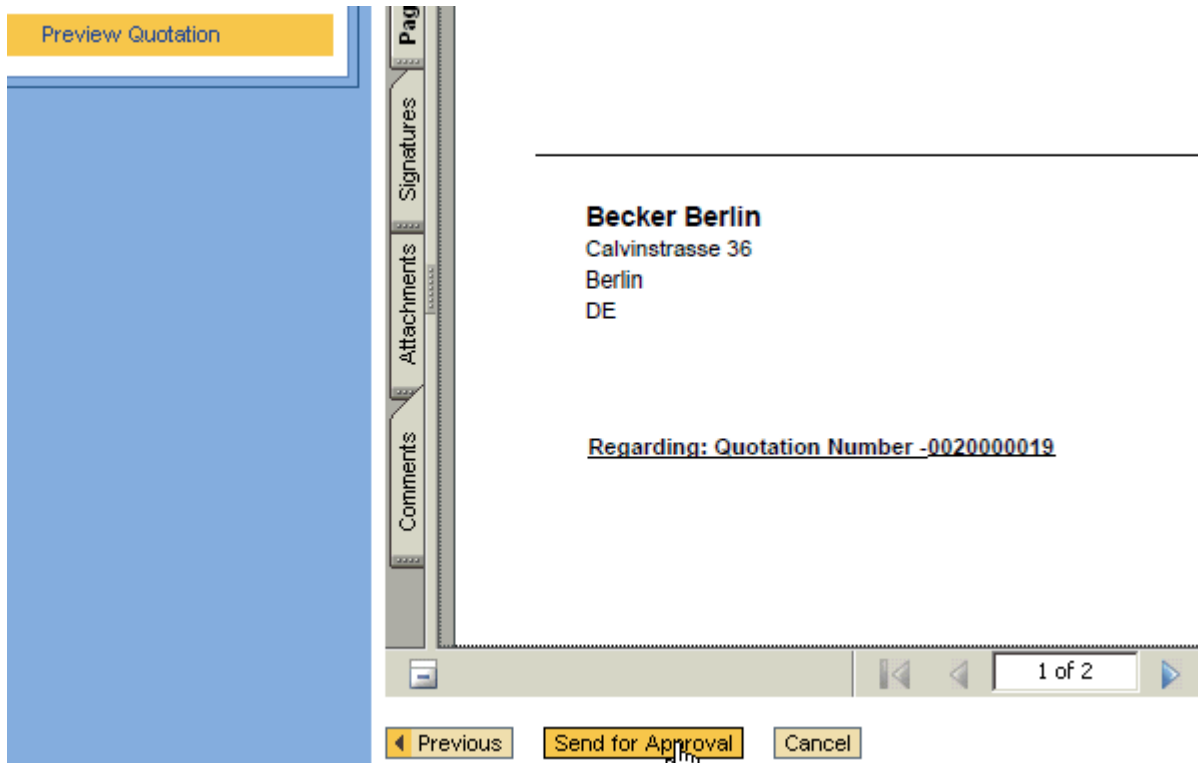 Preview Quotation
Pag
Signatures
Attachments
Comments
Becker Berlin
Calvinstrasse 36
Berlin
DE
Regarding: Quotation Number -0020000019
1 of 2
Previous
Send for Approval
Cancel